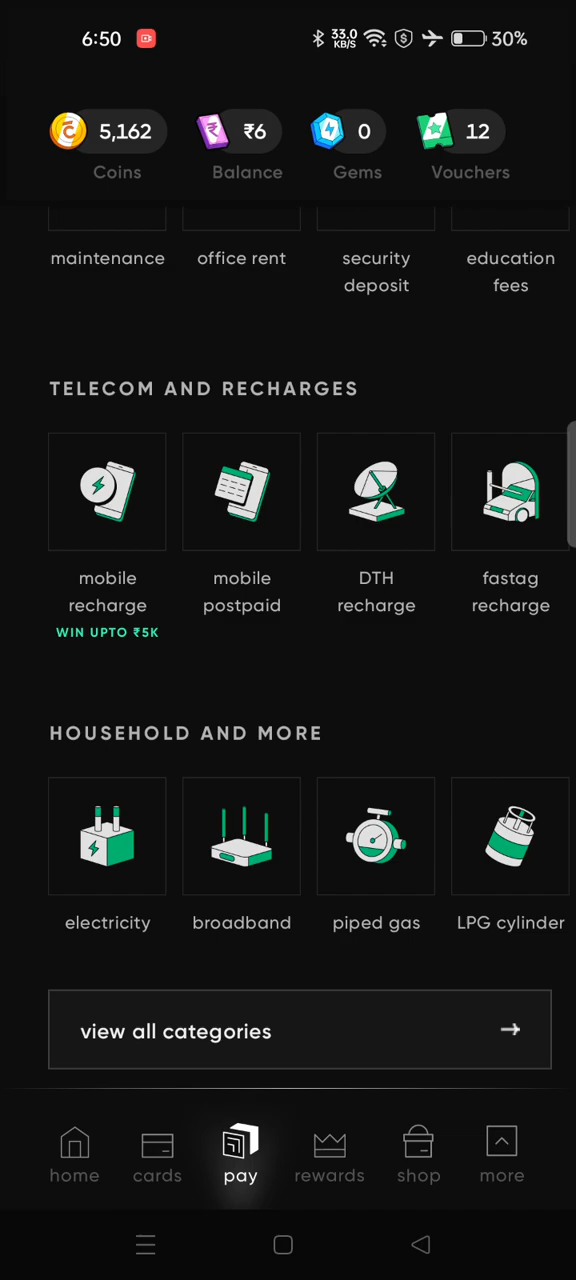 6:50 33.0 KB/S 30%
5,162 ₹6 0 12
Coins Balance Gems Vouchers
maintenance office rent security deposit education fees
TELECOM AND RECHARGES
mobile recharge mobile postpaid DTH recharge fastag recharge
WIN UPTO ₹5K
HOUSEHOLD AND MORE
electricity broadband piped gas LPG cylinder
view all categories
home cards pay rewards shop more